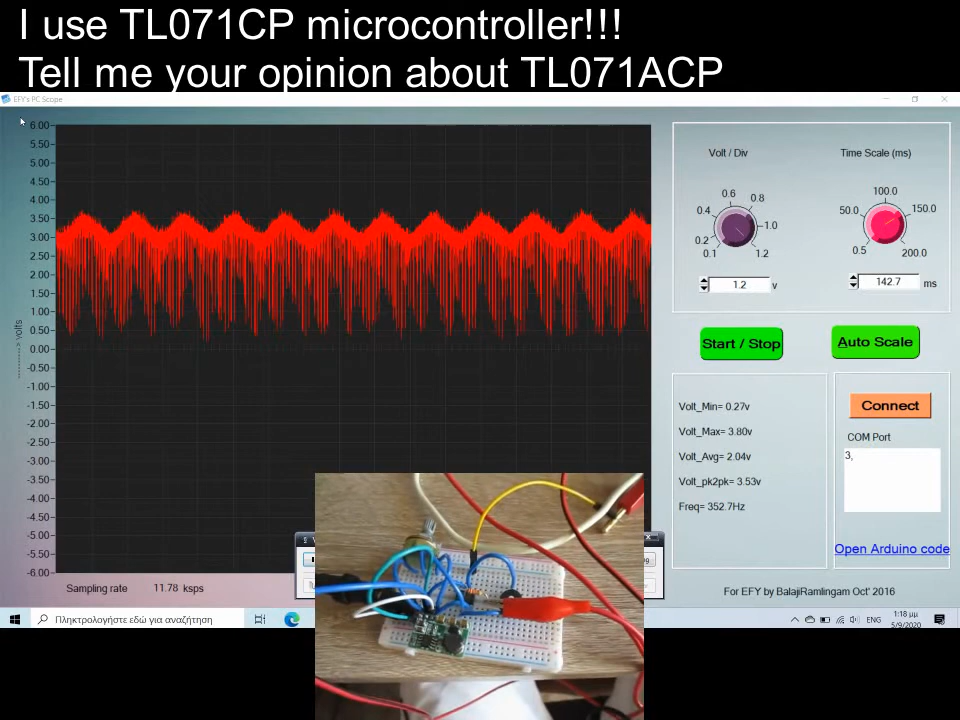 I use TL071CP microcontroller!!!
Tell me your opinion about TL071ACP
EFY's PC Scope
6.00
5.50
5.00
4.50
4.00
3.50
3.00
2.50
2.00
1.50
1.00
0.50
0.00
-0.50
-1.00
-1.50
-2.00
-2.50
-3.00
-3.50
-4.00
-4.50
-5.00
-5.50
-6.00
----------> volts
Sampling rate 11.78 ksps
Volt / Div
0.1 0.2 0.4 0.6 0.8 1.0 1.2
1.2 v
Time Scale (ms)
0.5 50.0 100.0 150.0 200.0
142.7 ms
Start / Stop
Auto Scale
Volt_Min= 0.27v
Volt_Max= 3.80v
Volt_Avg= 2.04v
Volt_pk2pk= 3.53v
Freq= 352.7Hz
Connect
COM Port
3,
Open Arduino code
For EFY by BalajiRamlingam Oct' 2016
Πληκτρολογήστε εδώ για αναζήτηση
ENG
1:18 μμ
5/9/2020